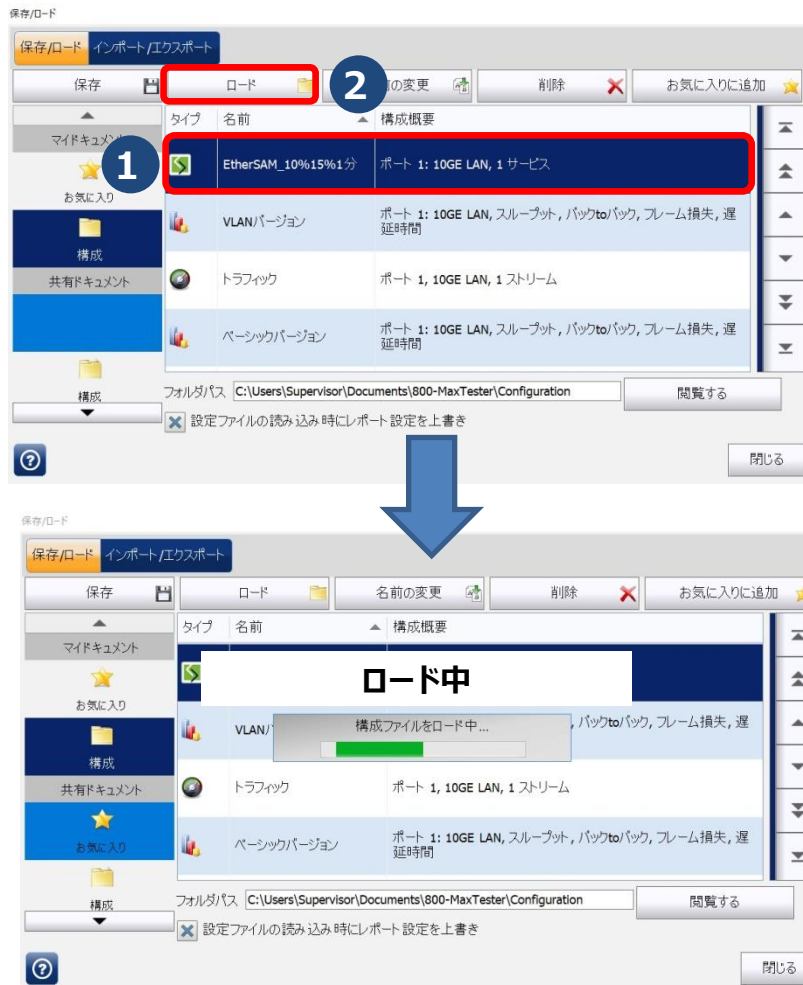 保存/ロード
保存/ロード インポート/エクスポート
保存 ロード 2 の変更 削除 お気に入りに追加
タイプ 名前 構成概要
マイドキュメント
1 EtherSAM_10%15%1分 ポート 1: 10GE LAN, 1 サービス
お気に入り
VLANバージョン ポート 1: 10GE LAN, スループット, バックtoバック, フレーム損失, 遅
延時間
構成
共有ドキュメント トラフィック ポート 1, 10GE LAN, 1 ストリーム
ベーシックバージョン ポート 1: 10GE LAN, スループット, バックtoバック, フレーム損失, 遅
延時間
構成
フォルダパス C:\Users\Supervisor\Documents\800-MaxTester\Configuration 閲覧する
設定ファイルの読み込み時にレポート設定を上書き
? 閉じる
保存/ロード
保存/ロード インポート/エクスポート
保存 ロード 名前の変更 削除 お気に入りに追加
タイプ 名前 構成概要
マイドキュメント
ロード中
お気に入り
VLANバ 構成ファイルをロード中... , バックtoバック, フレーム損失, 遅
構成
共有ドキュメント トラフィック ポート 1, 10GE LAN, 1 ストリーム
お気に入り
ベーシックバージョン ポート 1: 10GE LAN, スループット, バックtoバック, フレーム損失, 遅
延時間
構成
フォルダパス C:\Users\Supervisor\Documents\800-MaxTester\Configuration 閲覧する
設定ファイルの読み込み時にレポート設定を上書き
? 閉じる